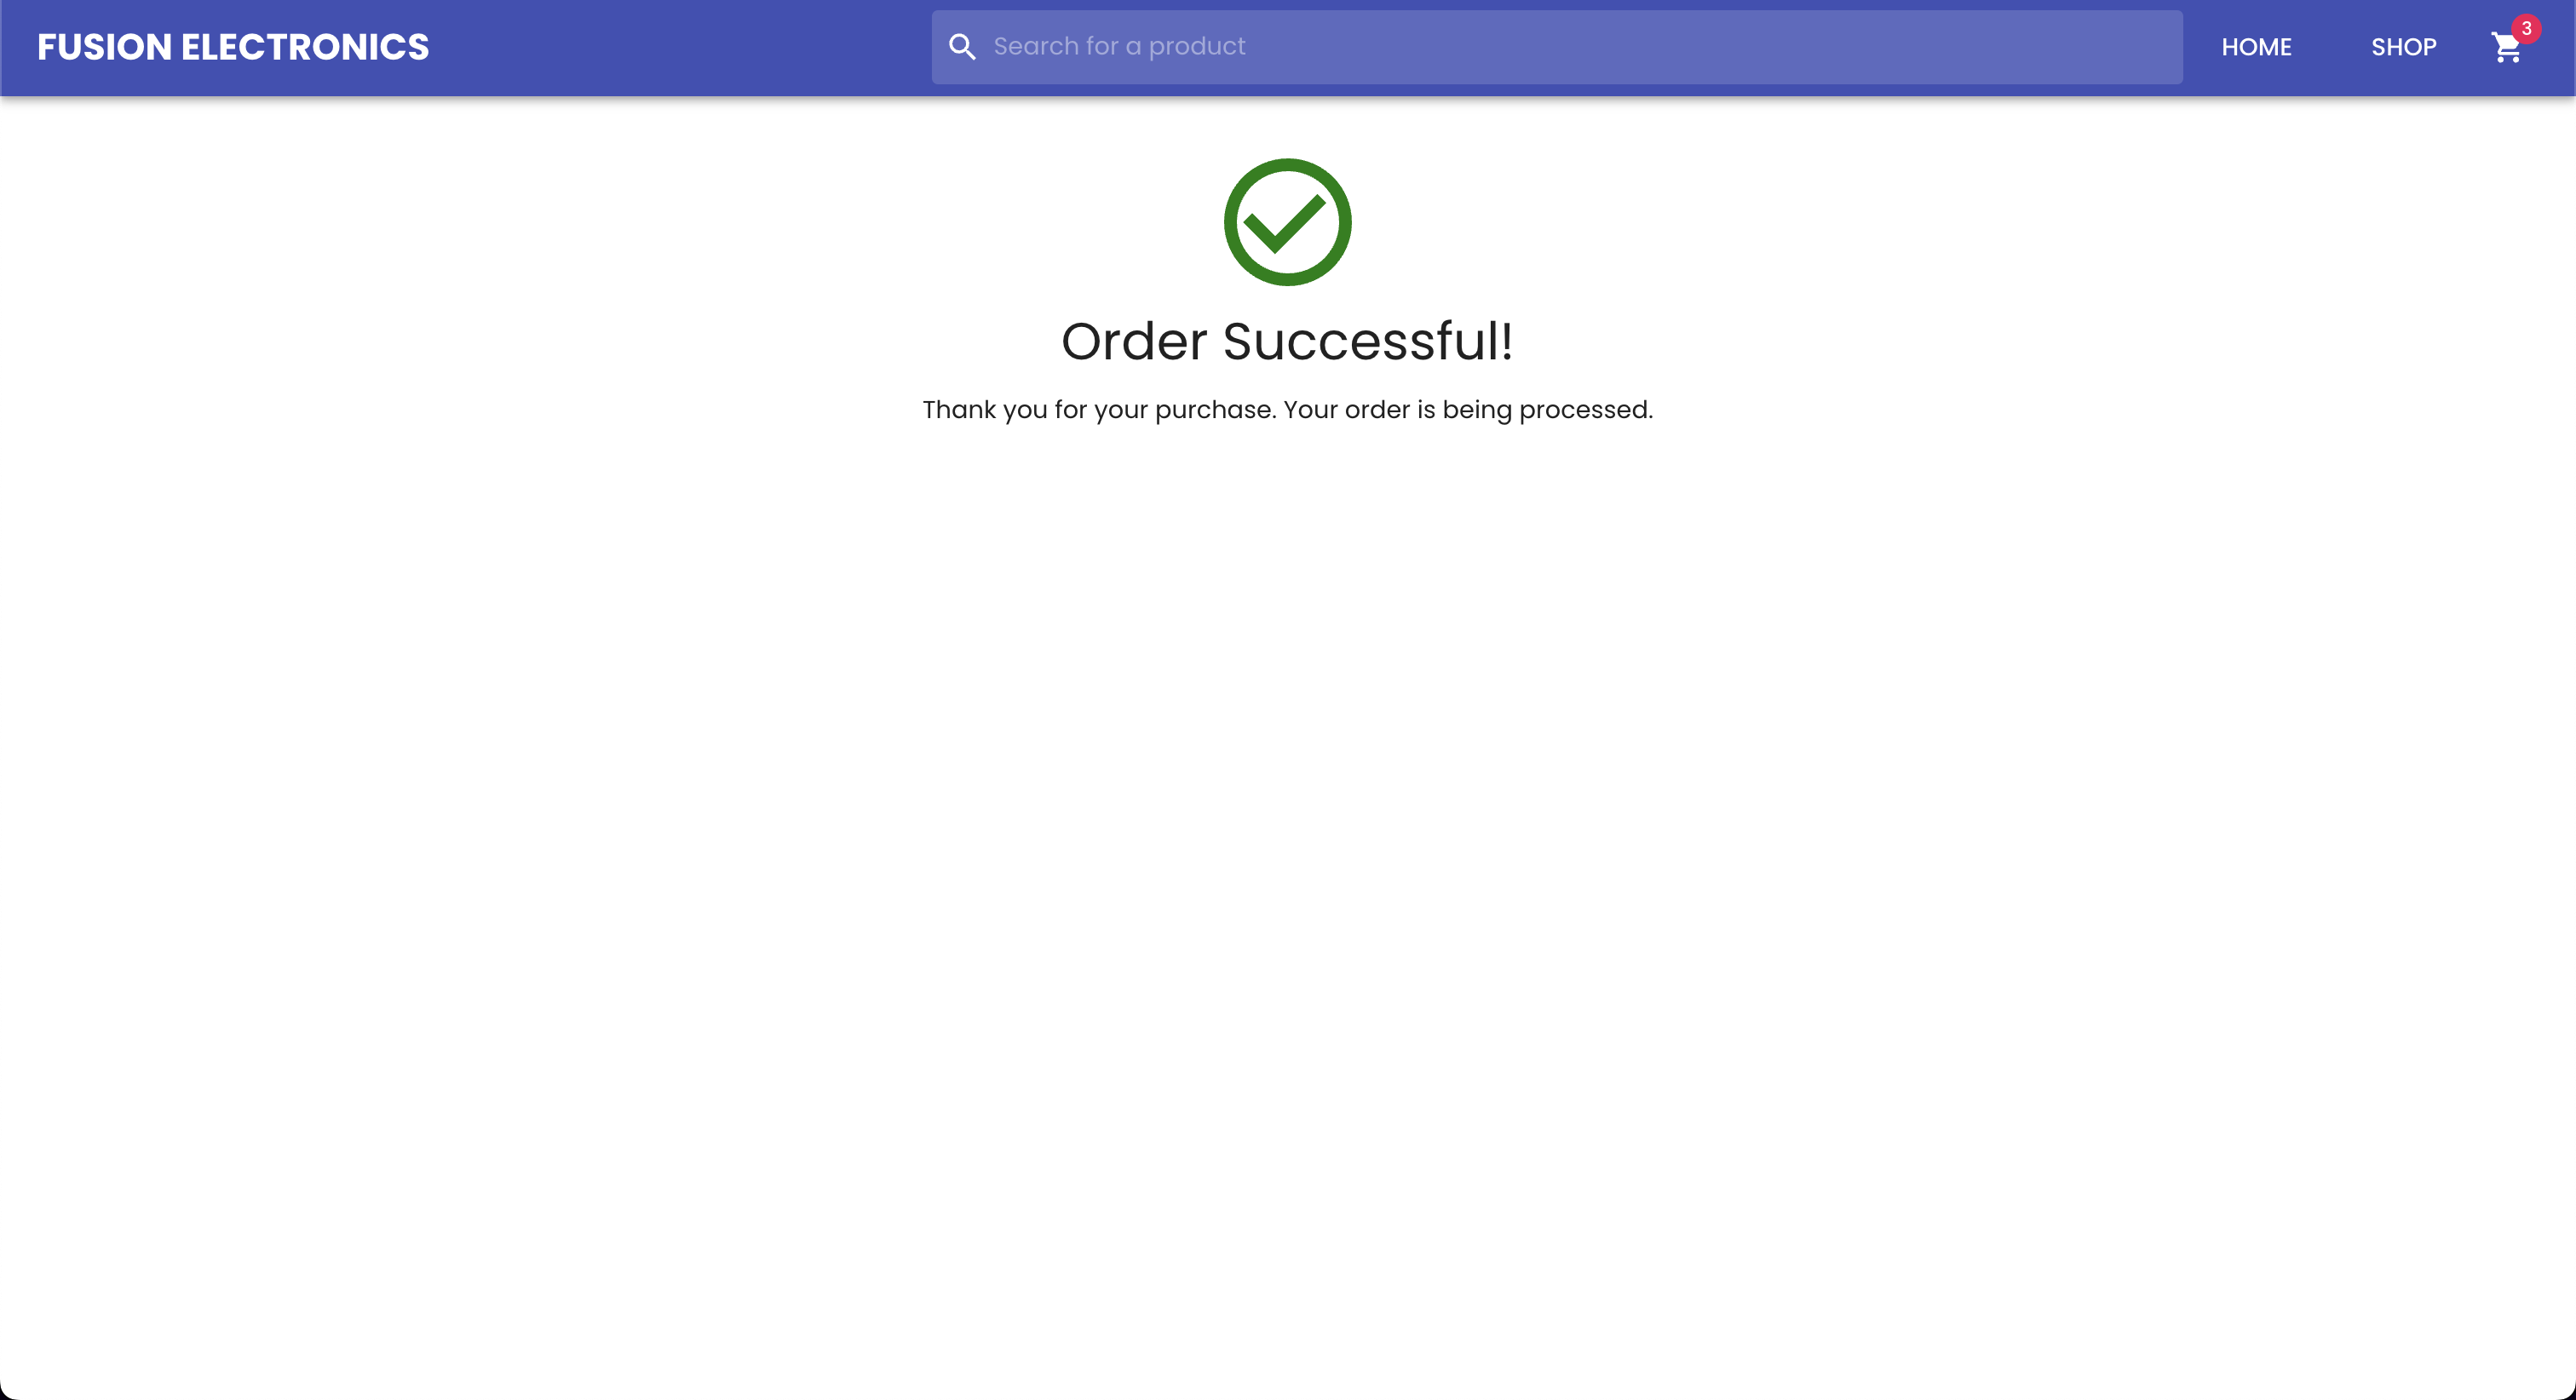 FUSION ELECTRONICS
Search for a product
HOME
SHOP
3
Order Successful!
Thank you for your purchase. Your order is being processed.